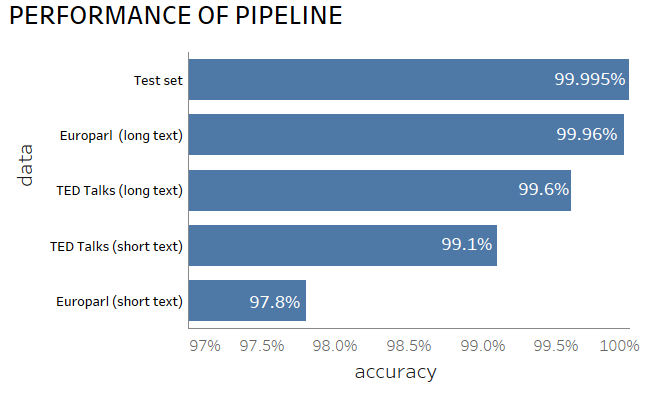 PERFORMANCE OF PIPELINE
Test set
99.995%
Europarl (long text)
99.96%
TED Talks (long text)
99.6%
TED Talks (short text)
99.1%
Europarl (short text)
97.8%
data
97% 97.5% 98.0% 98.5% 99.0% 99.5% 100%
accuracy